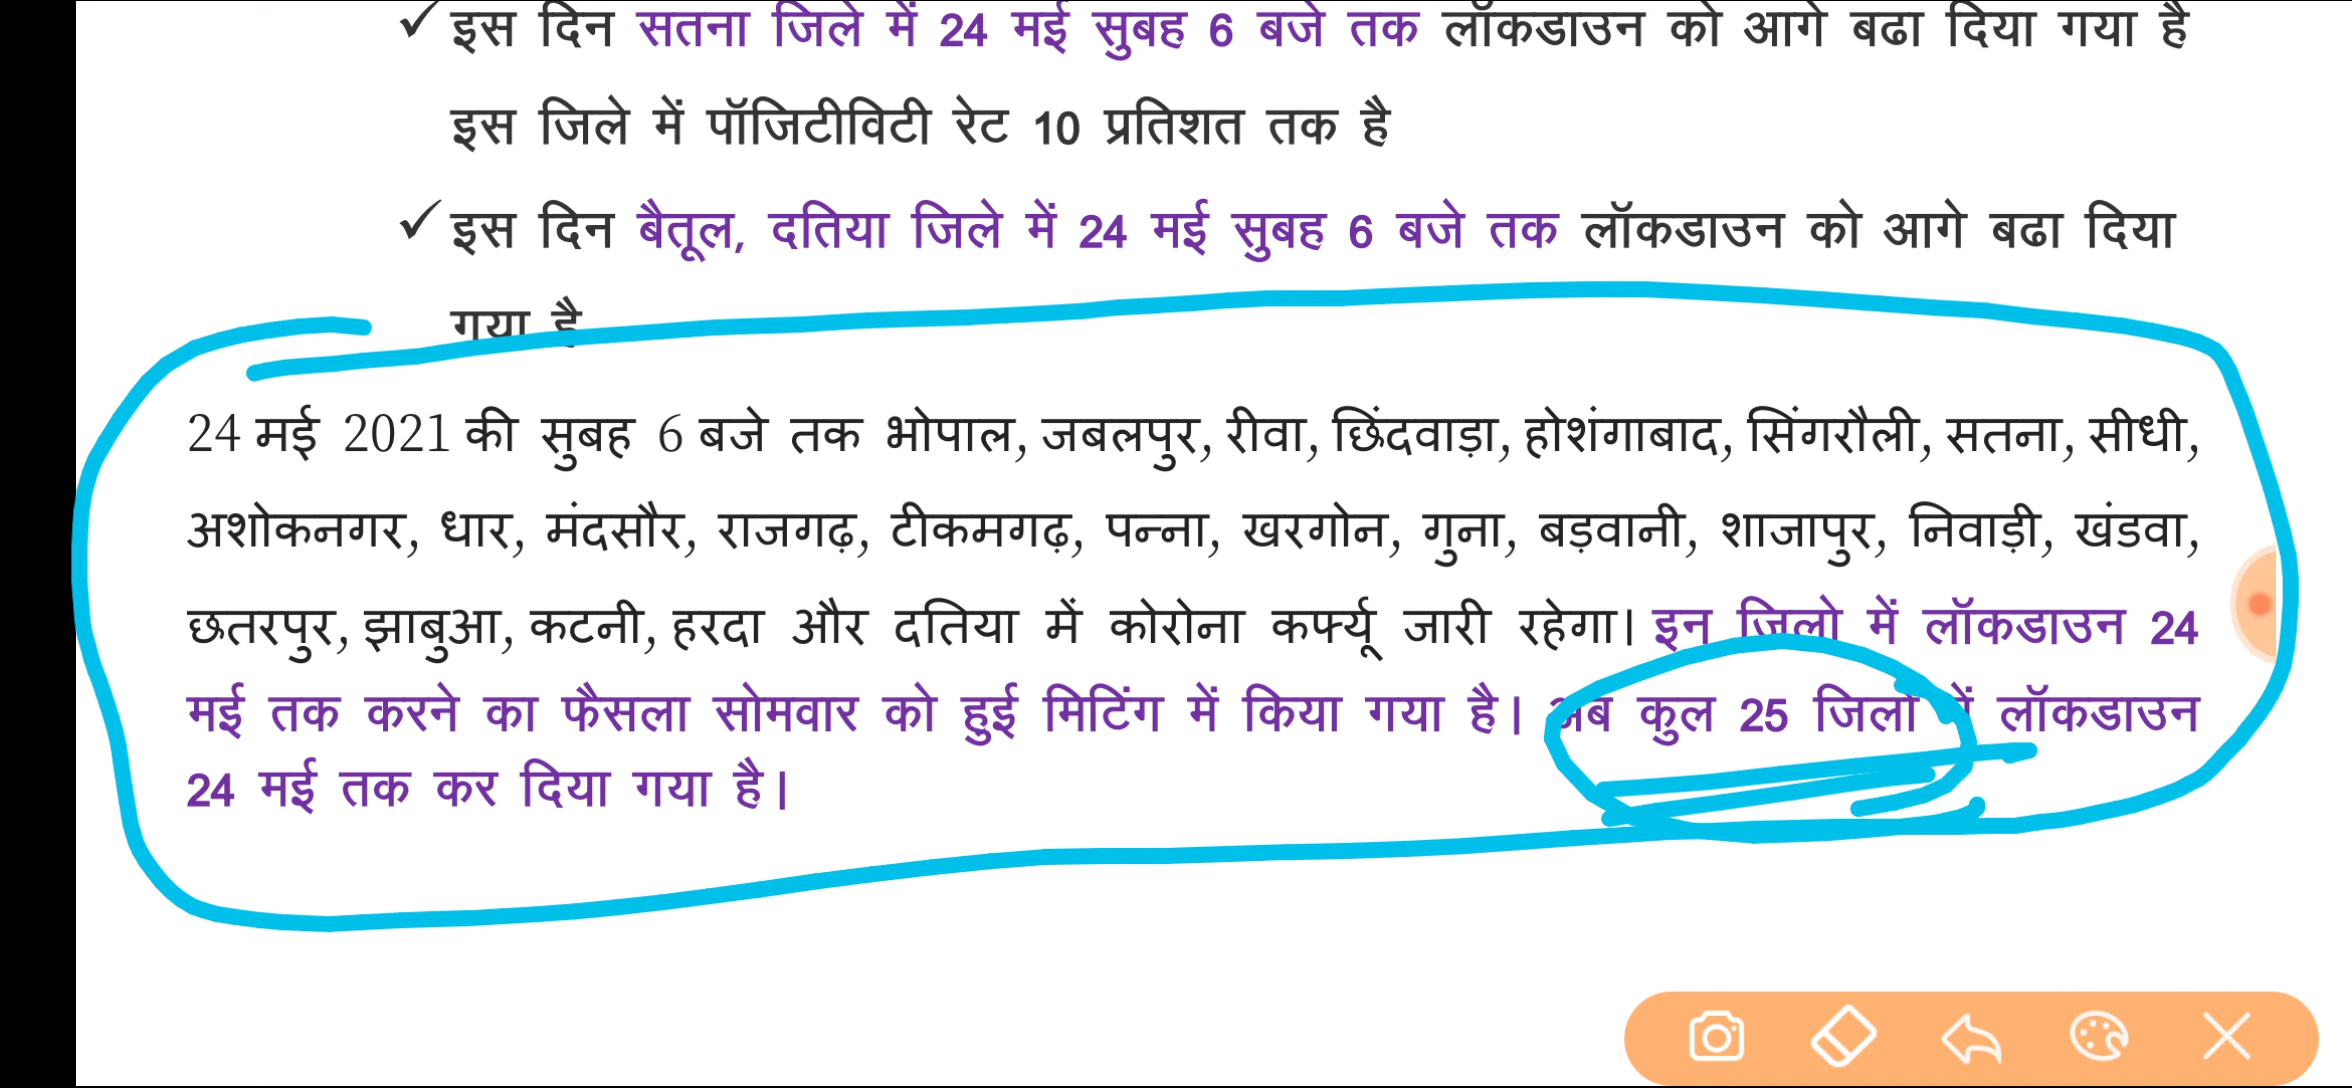 ✓ इस दिन सतना जिले में 24 मई सुबह 6 बजे तक लॉकडाउन को आगे बढा दिया गया है
इस जिले में पॉजिटीविटी रेट 10 प्रतिशत तक है
✓ इस दिन बैतूल, दतिया जिले में 24 मई सुबह 6 बजे तक लॉकडाउन को आगे बढा दिया
गया है
24 मई 2021 की सुबह 6 बजे तक भोपाल, जबलपुर, रीवा, छिंदवाड़ा, होशंगाबाद, सिंगरौली, सतना, सीधी,
अशोकनगर, धार, मंदसौर, राजगढ़, टीकमगढ़, पन्ना, खरगोन, गुना, बड़वानी, शाजापुर, निवाड़ी, खंडवा,
छतरपुर, झाबुआ, कटनी, हरदा और दतिया में कोरोना कर्फ्यू जारी रहेगा। इन जिलो में लॉकडाउन 24
मई तक करने का फैसला सोमवार को हुई मिटिंग में किया गया है। अब कुल 25 जिलों में लॉकडाउन
24 मई तक कर दिया गया है।